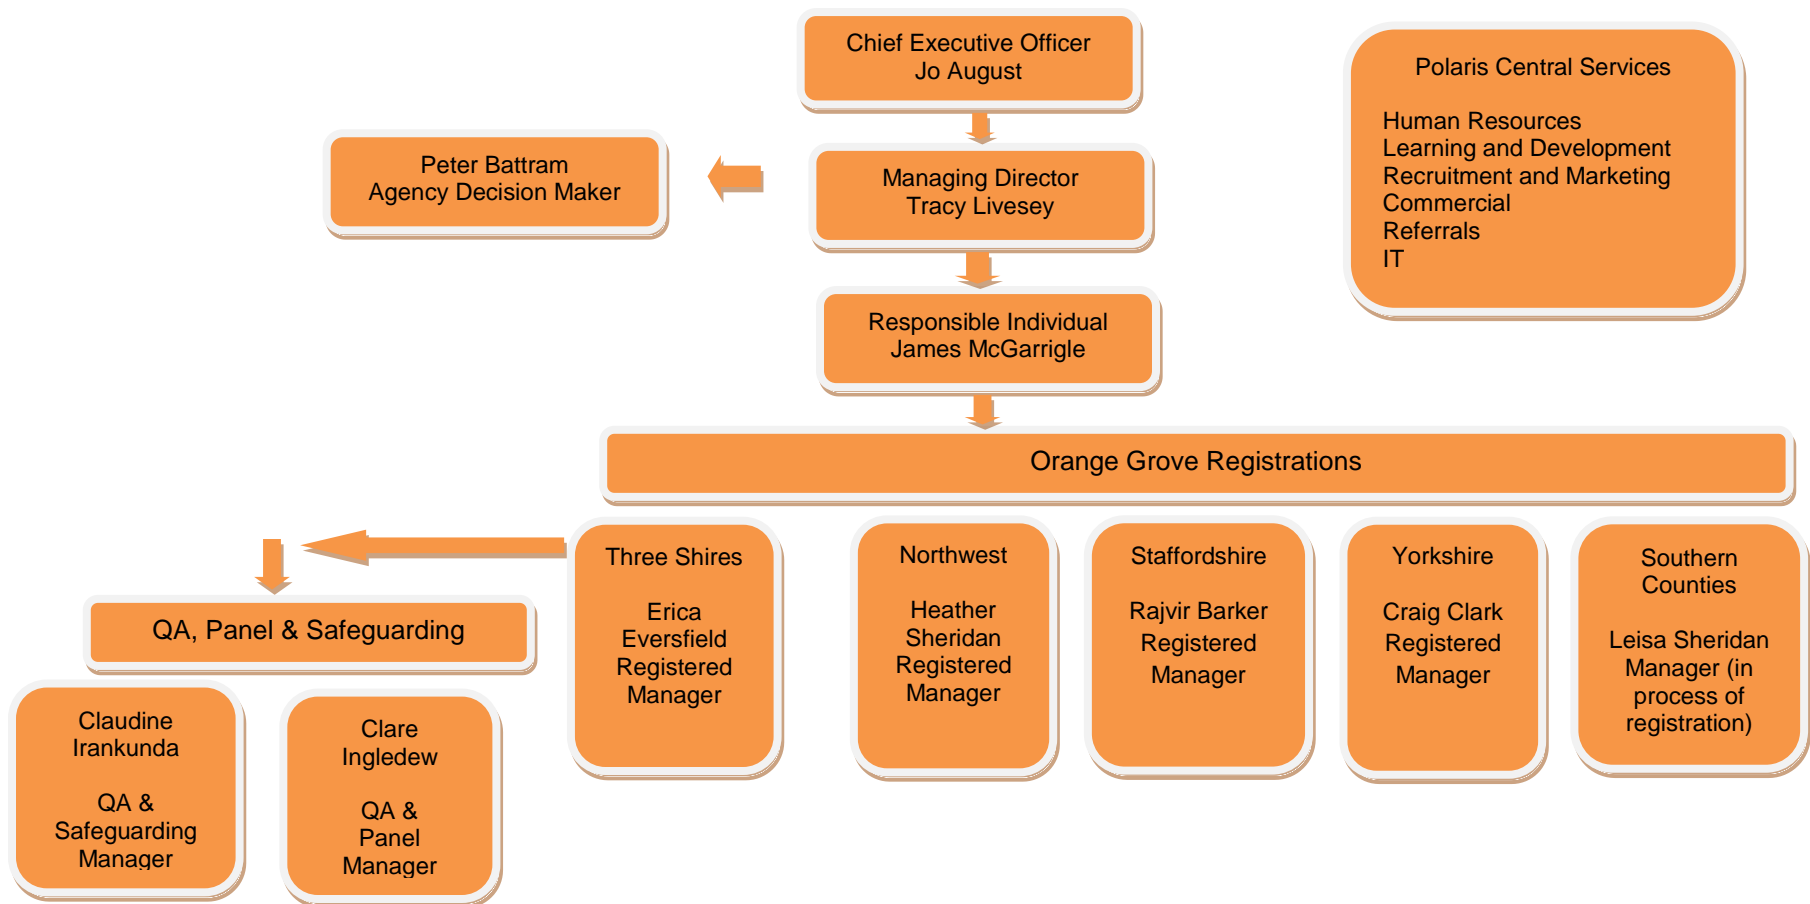 Chief Executive Officer
Jo August
Polaris Central Services
Human Resources
Learning and Development
Recruitment and Marketing
Commercial
Referrals
IT
Peter Battram
Agency Decision Maker
Managing Director
Tracy Livesey
Responsible Individual
James McGarrigle
Orange Grove Registrations
Three Shires
Erica
Eversfield
Registered
Manager
Northwest
Heather
Sheridan
Registered
Manager
Staffordshire
Rajvir Barker
Registered
Manager
Yorkshire
Craig Clark
Registered
Manager
Southern
Counties
Leisa Sheridan
Manager (in
process of
registration)
QA, Panel & Safeguarding
Claudine
Irankunda
QA &
Safeguarding
Manager
Clare
Ingledew
QA &
Panel
Manager